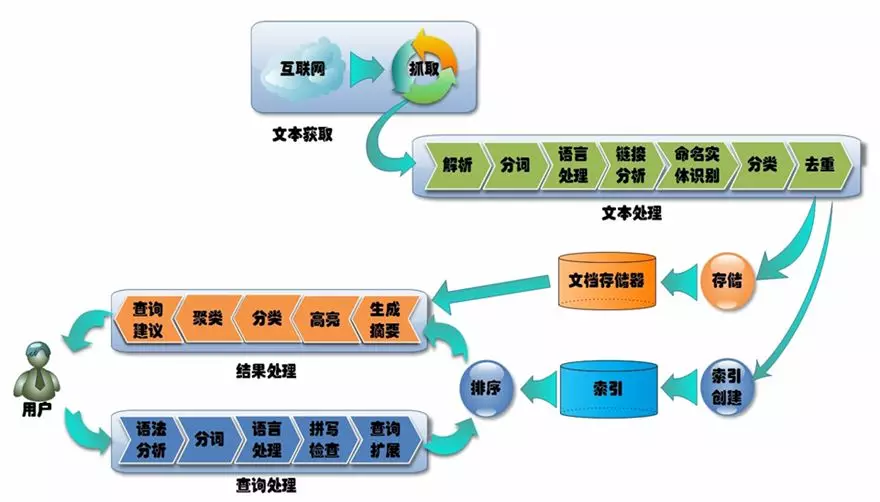 互联网
抓取
文本获取
解析
分词
语言
处理
链接
分析
命名实
体识别
分类
去重
文本处理
文档存储器
存储
查询
建议
聚类
分类
高亮
生成
摘要
结果处理
用户
排序
索引
索引
创建
语法
分析
分词
语言
处理
拼写
检查
查询
扩展
查询处理